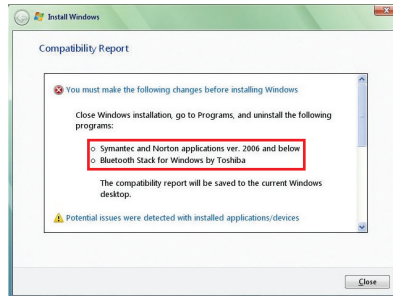 Install Windows
Compatibility Report
You must make the following changes before installing Windows
Close Windows installation, go to Programs, and uninstall the following
programs:
Symantec and Norton applications ver. 2006 and below
Bluetooth Stack for Windows by Toshiba
The compatibility report will be saved to the current Windows
desktop.
Potential issues were detected with installed applications/devices
Close